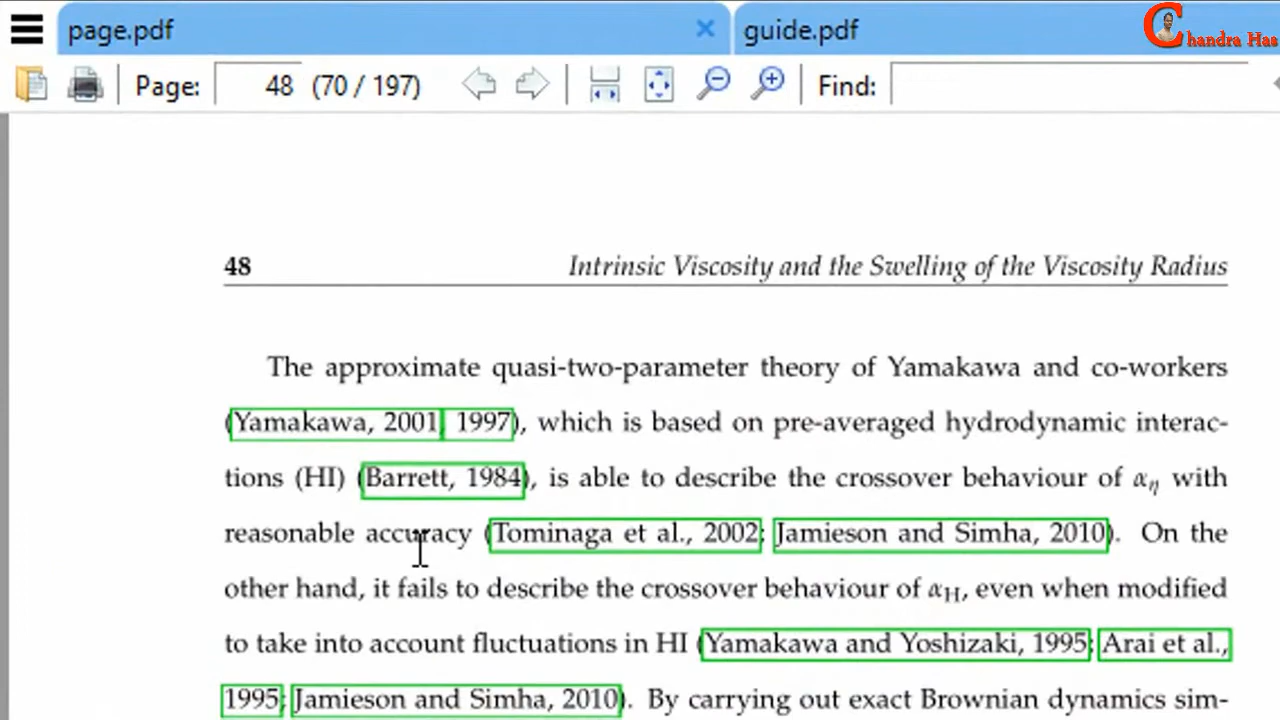 page.pdf
guide.pdf
Chandra Has
Page: 48 (70 / 197)
Find:
48 Intrinsic Viscosity and the Swelling of the Viscosity Radius
The approximate quasi-two-parameter theory of Yamakawa and co-workers
(Yamakawa, 2001, 1997), which is based on pre-averaged hydrodynamic interac-
tions (HI) (Barrett, 1984), is able to describe the crossover behaviour of αη with
reasonable accuracy (Tominaga et al., 2002; Jamieson and Simha, 2010). On the
other hand, it fails to describe the crossover behaviour of αH, even when modified
to take into account fluctuations in HI (Yamakawa and Yoshizaki, 1995; Arai et al.,
1995; Jamieson and Simha, 2010). By carrying out exact Brownian dynamics sim-